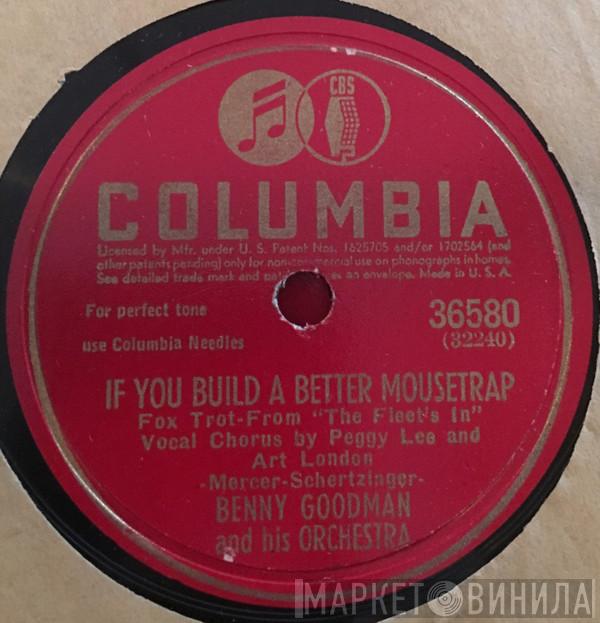 CBS
COLUMBIA
Licensed by Mfr. under U. S. Patent Nos. 1625705 and/or 1702564 (and
other patents pending) only for non-commercial use on phonographs in homes.
See detailed trade mark and as an envelope. Made in U. S. A.
For perfect tone
use Columbia Needles
36580
(32240)
IF YOU BUILD A BETTER MOUSETRAP
Fox Trot-From "The Fleet's In"
Vocal Chorus by Peggy Lee and
Art London
-Mercer-Schertzinger-
BENNY GOODMAN
and his ORCHESTRA
МАРКЕТ ВИНИЛА